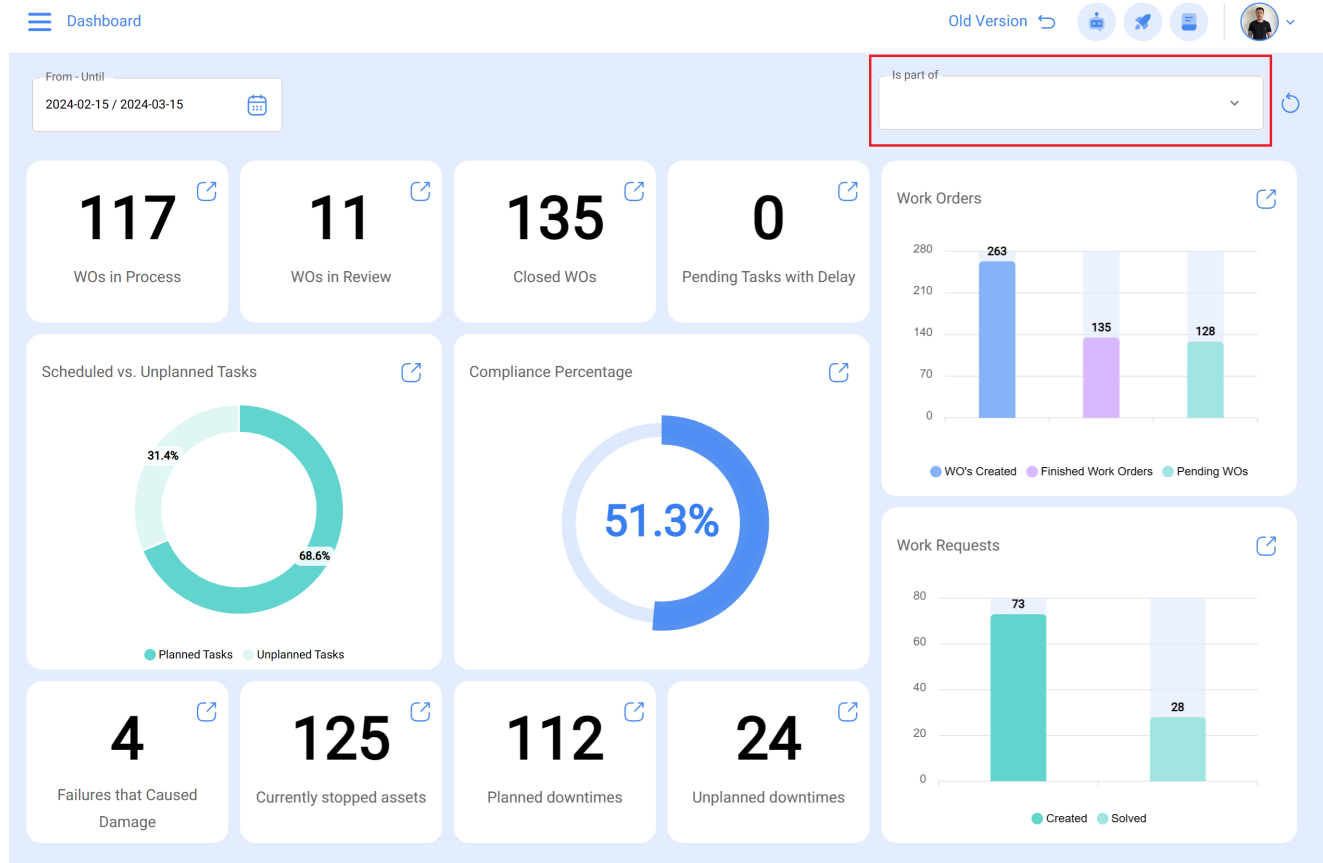 Dashboard
Old Version
From - Until
2024-02-15 / 2024-03-15
Is part of
117
WOs in Process
11
WOs in Review
135
Closed WOs
0
Pending Tasks with Delay
Work Orders
280
210
140
70
0
263
135
128
WO's Created
Finished Work Orders
Pending WOs
Scheduled vs. Unplanned Tasks
31.4%
68.6%
Planned Tasks
Unplanned Tasks
Compliance Percentage
51.3%
Work Requests
80
60
40
20
0
73
28
Created
Solved
4
Failures that Caused
Damage
125
Currently stopped assets
112
Planned downtimes
24
Unplanned downtimes